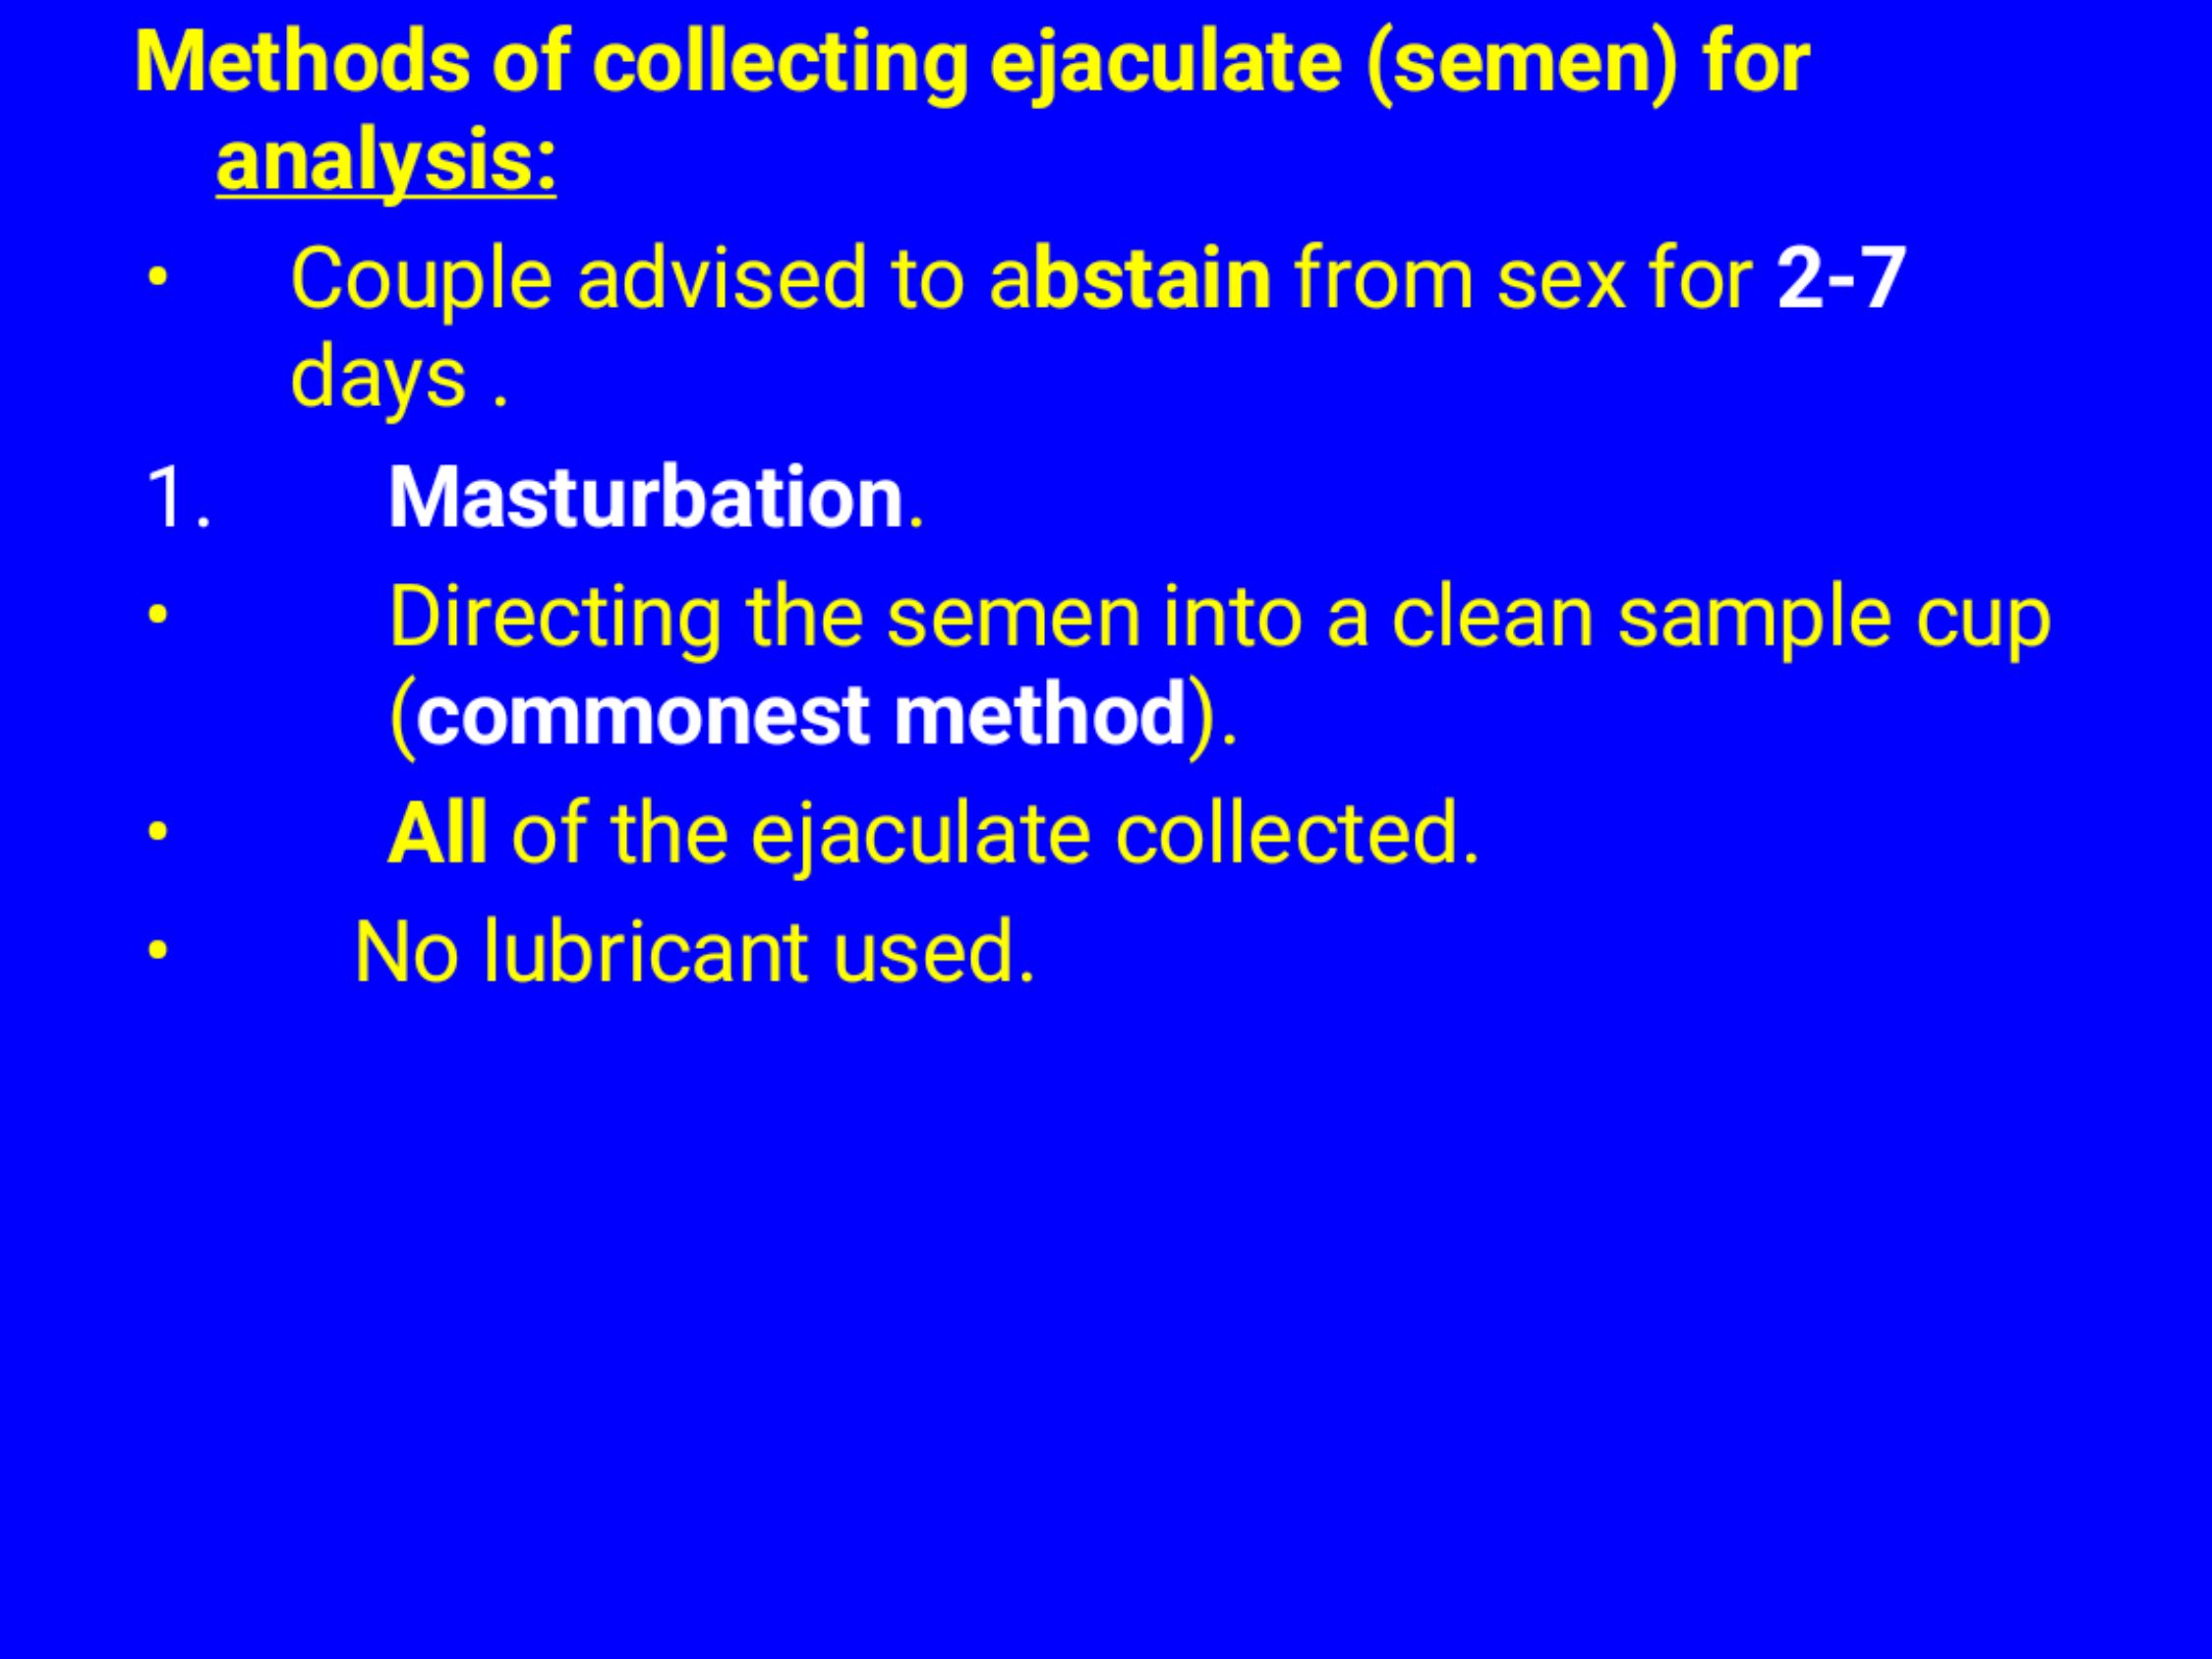 Methods of collecting ejaculate (semen) for
analysis:
• Couple advised to abstain from sex for 2-7
days .
1. Masturbation.
• Directing the semen into a clean sample cup
(commonest method).
• All of the ejaculate collected.
• No lubricant used.